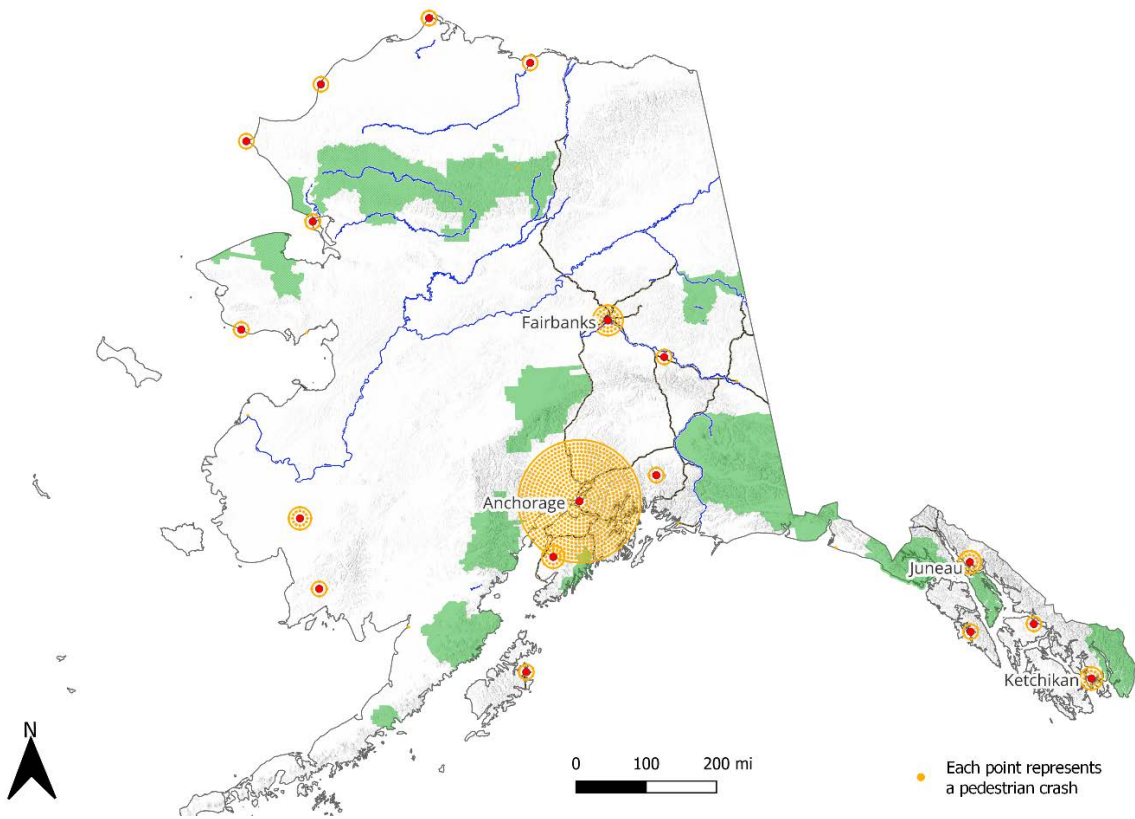 Fairbanks
Anchorage
Juneau
Ketchikan
N
0 100 200 mi
Each point represents
a pedestrian crash